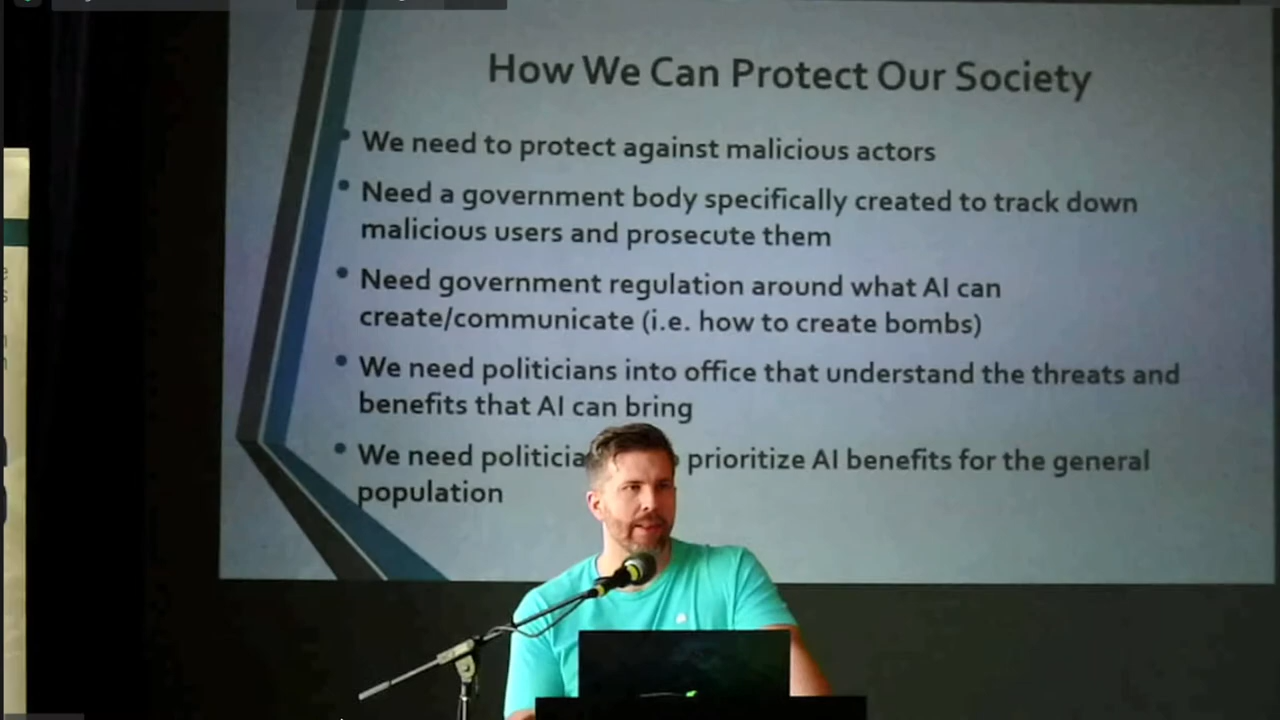 How We Can Protect Our Society
• We need to protect against malicious actors
• Need a government body specifically created to track down
malicious users and prosecute them
• Need government regulation around what AI can
create/communicate (i.e. how to create bombs)
• We need politicians into office that understand the threats and
benefits that AI can bring
• We need prioritize AI benefits for the general
population